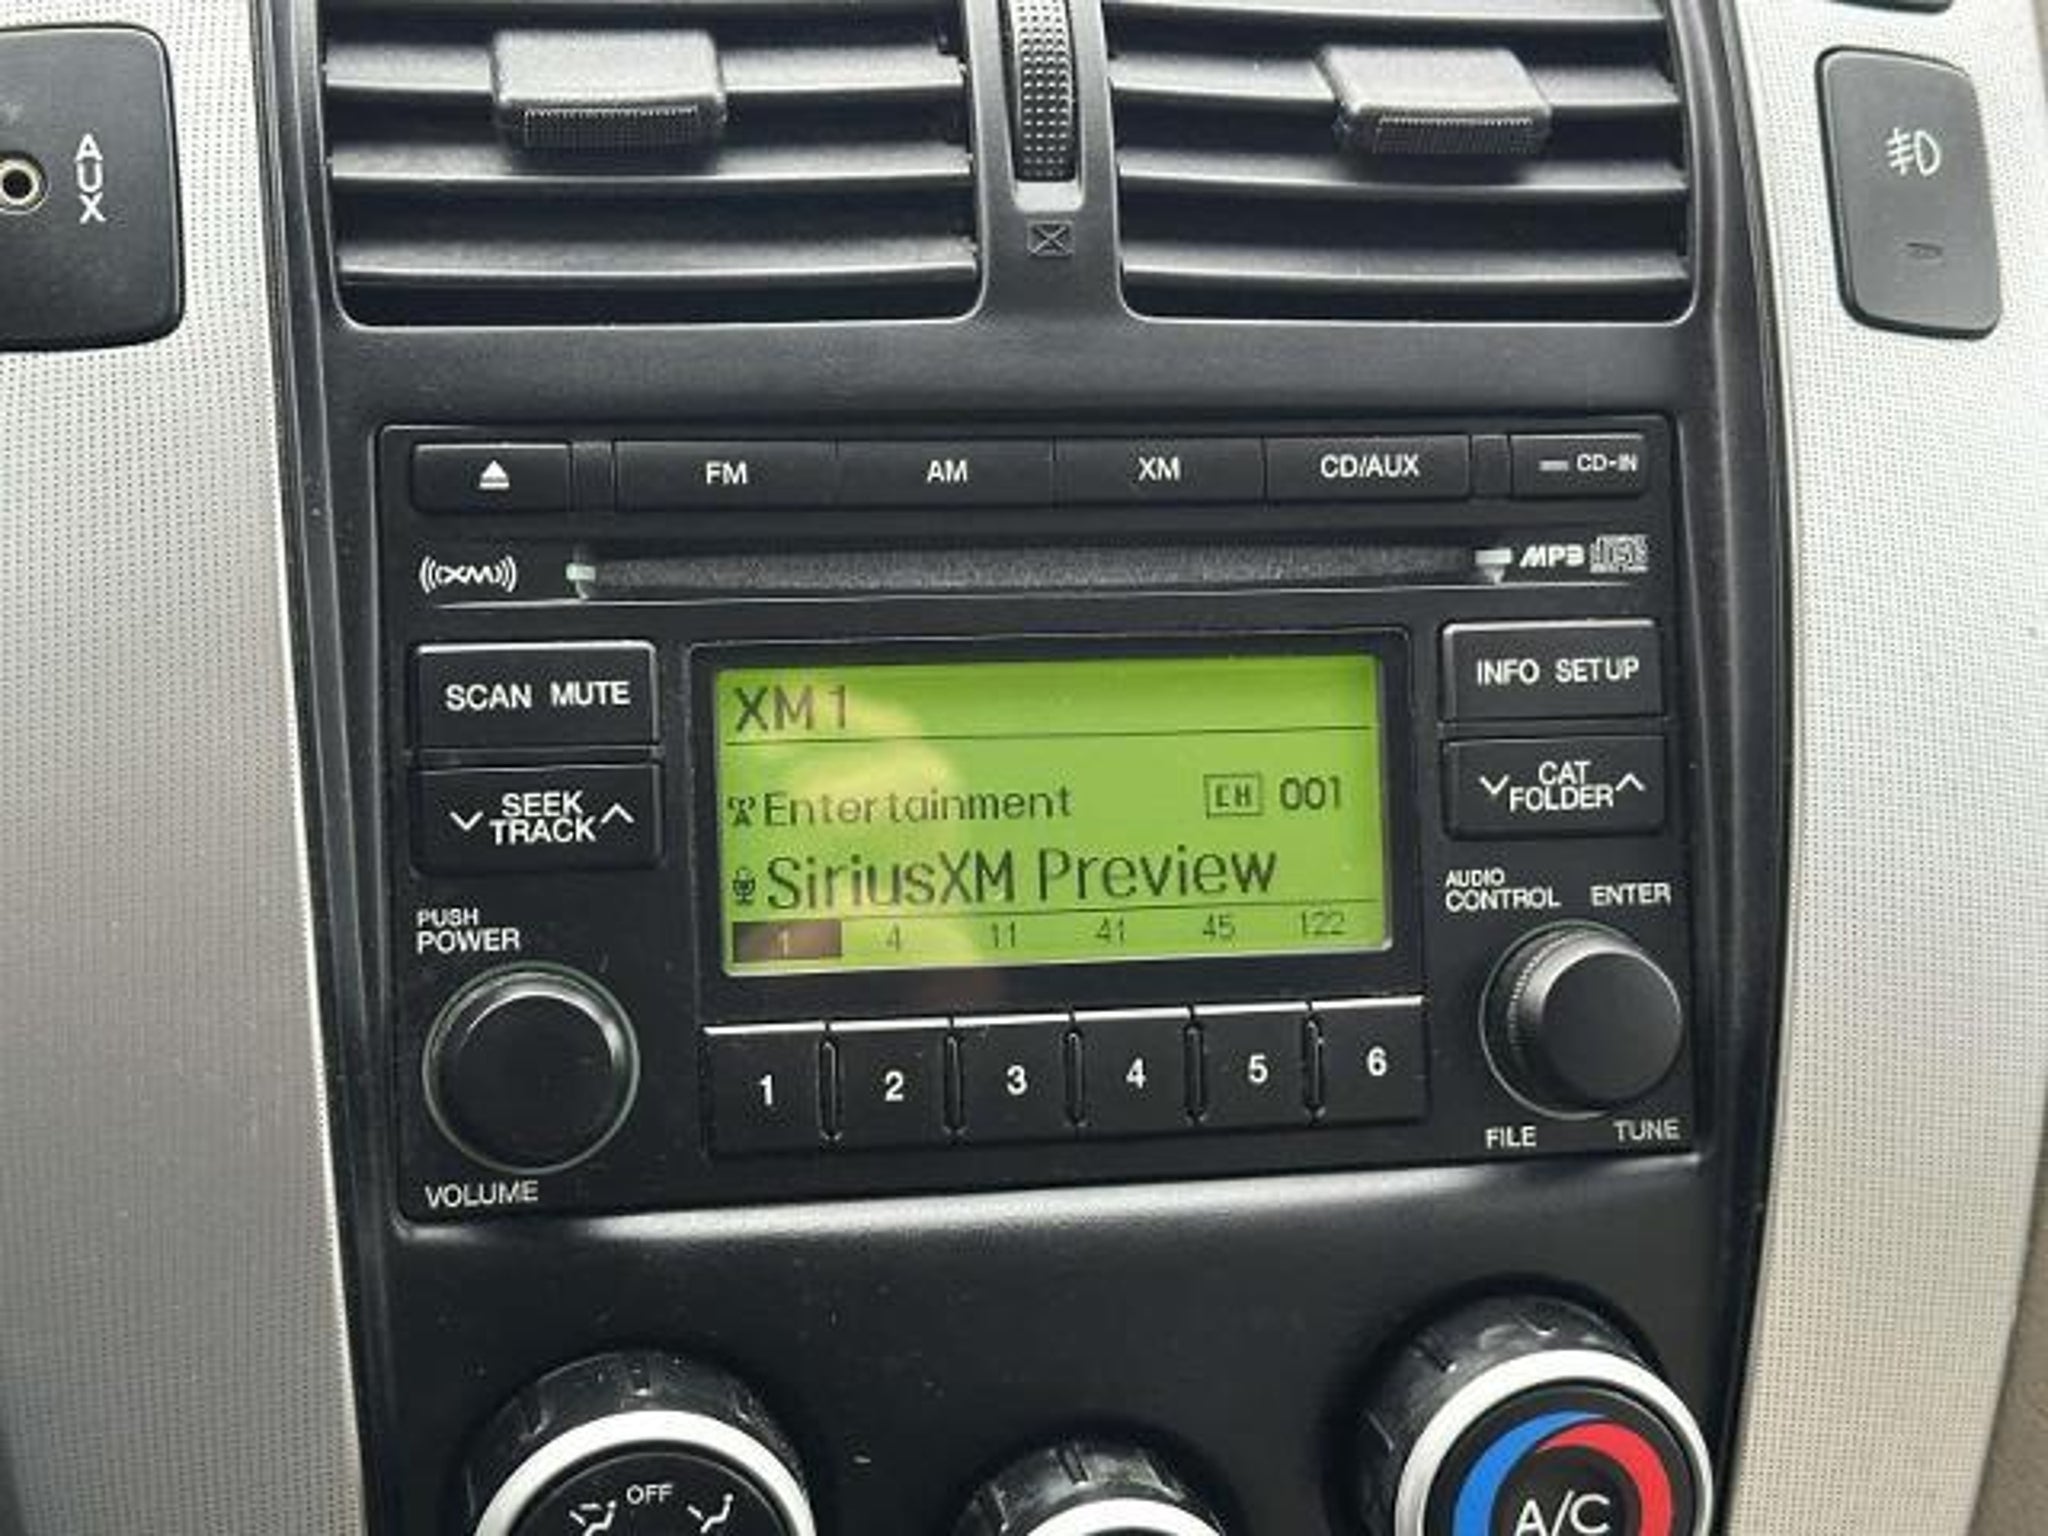 AUX
FM AM XM CD/AUX CD-IN
((XM)) MP3
SCAN MUTE
INFO SETUP
SEEK
TRACK
CAT
FOLDER
XM1
Entertainment CH 001
SiriusXM Preview
1 4 11 41 45 122
PUSH
POWER
AUDIO
CONTROL ENTER
1 2 3 4 5 6
VOLUME
FILE TUNE
OFF
A/C